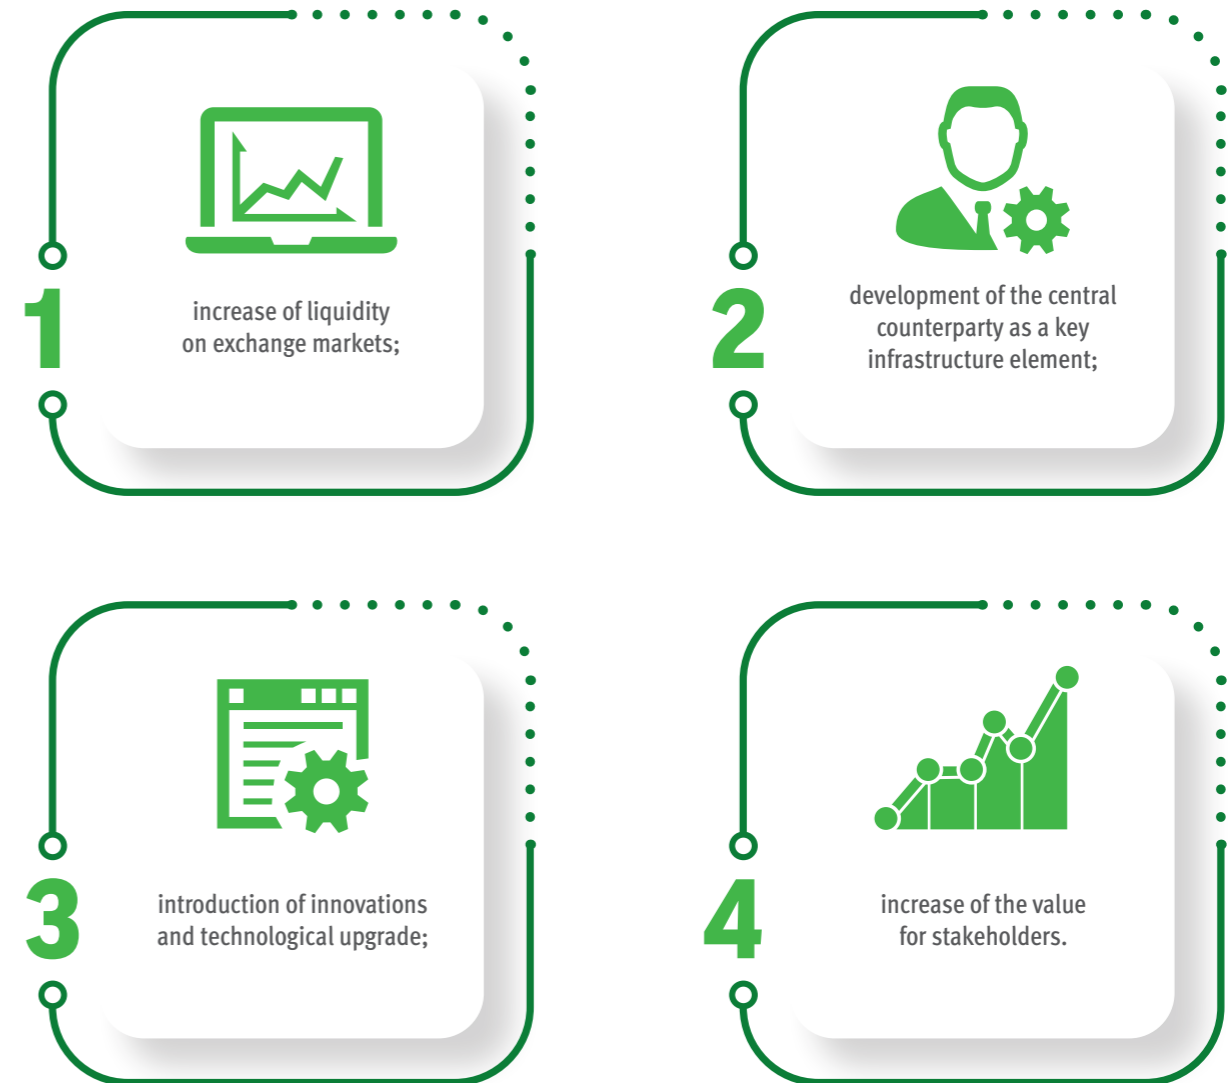 1
increase of liquidity
on exchange markets;
2
development of the central
counterparty as a key
infrastructure element;
3
introduction of innovations
and technological upgrade;
4
increase of the value
for stakeholders.